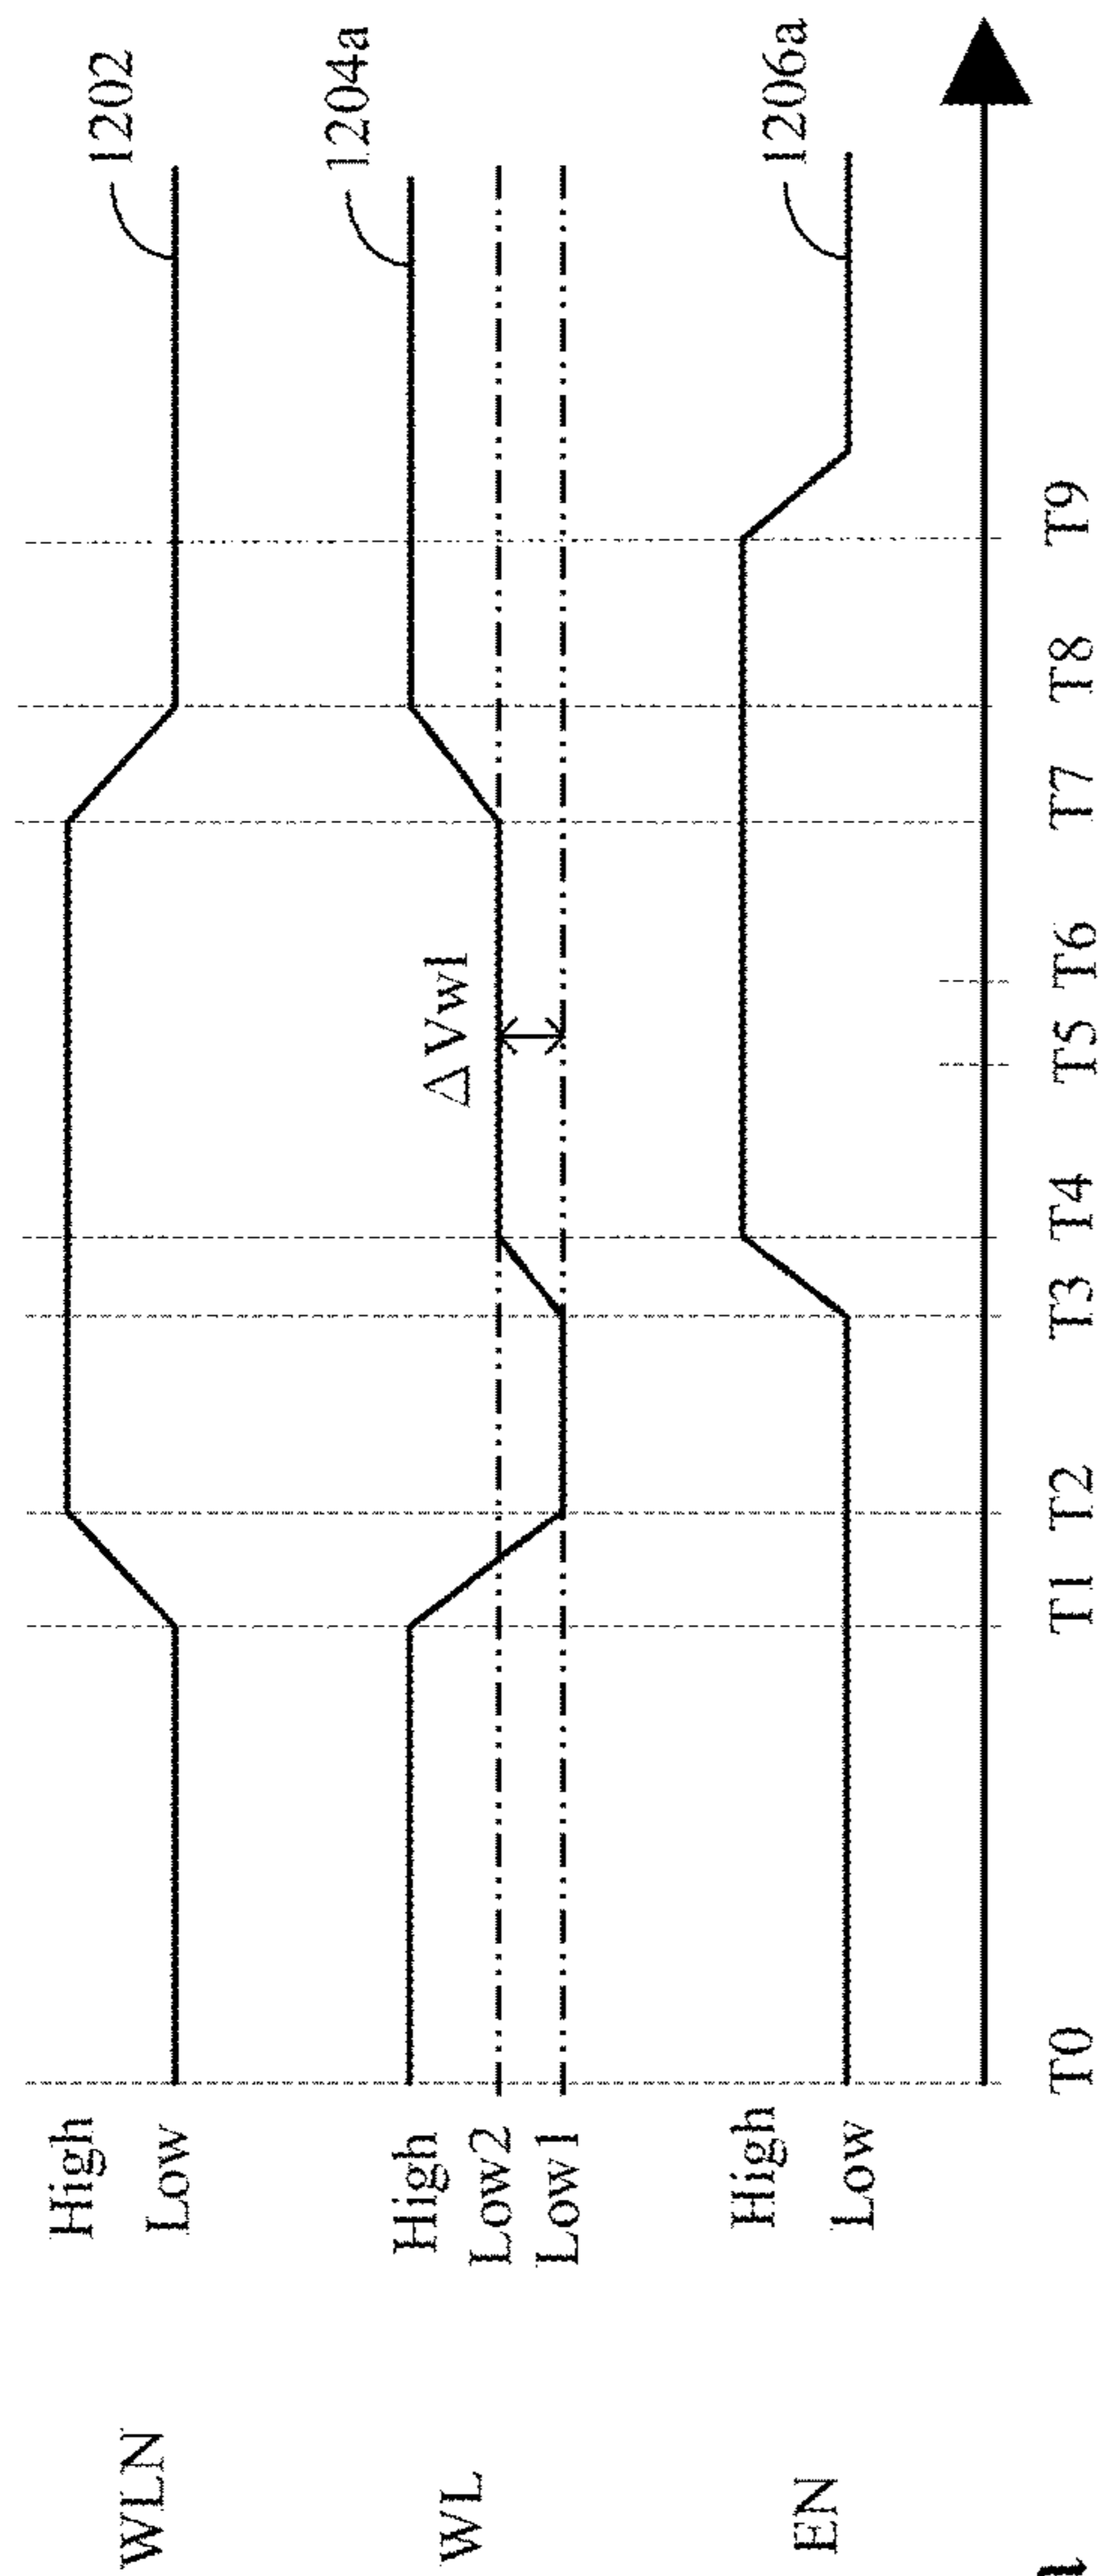 WLN
High
1202
Low
WL
High
1204a
Low2
Low1
ΔVwl
EN
High
1206a
Low
T0 T1 T2 T3 T4 T5 T6 T7 T8 T9